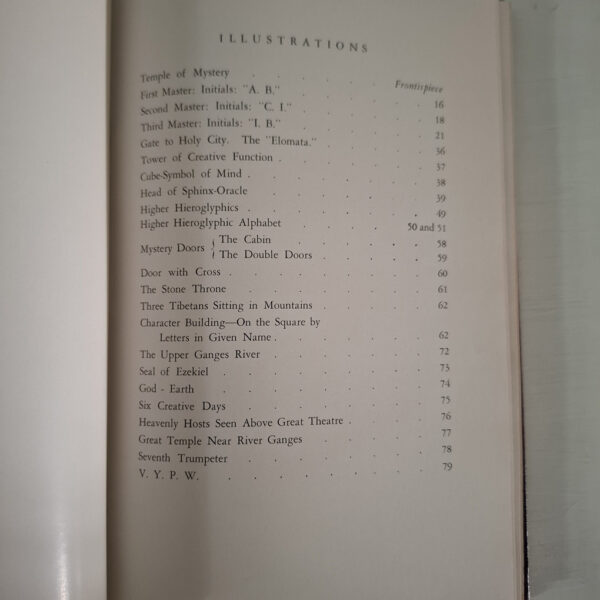 ILLUSTRATIONS
Temple of Mystery . . . . Frontispiece
First Master: Initials: "A. B." . . . . 16
Second Master: Initials: "C. I." . . . . 18
Third Master: Initials: "I. B." . . . . 21
Gate to Holy City. The "Elomata." . . . . 36
Tower of Creative Function . . . . . 37
Cube-Symbol of Mind . . . . . . 38
Head of Sphinx-Oracle . . . . . 39
Higher Hieroglyphics . . . . . . 49
Higher Hieroglyphic Alphabet . . . 50 and 51
Mystery Doors { The Cabin . . . . . 58
The Double Doors . . . . 59
Door with Cross . . . . . . . 60
The Stone Throne . . . . . . 61
Three Tibetans Sitting in Mountains . . . . 62
Character Building—On the Square by
Letters in Given Name . . . . . 62
The Upper Ganges River . . . . . 72
Seal of Ezekiel . . . . . . . 73
God - Earth . . . . . . . 74
Six Creative Days . . . . . . 75
Heavenly Hosts Seen Above Great Theatre . . . 76
Great Temple Near River Ganges . . . . 77
Seventh Trumpeter . . . . . . 78
V. Y. P. W. . . . . . . . 79